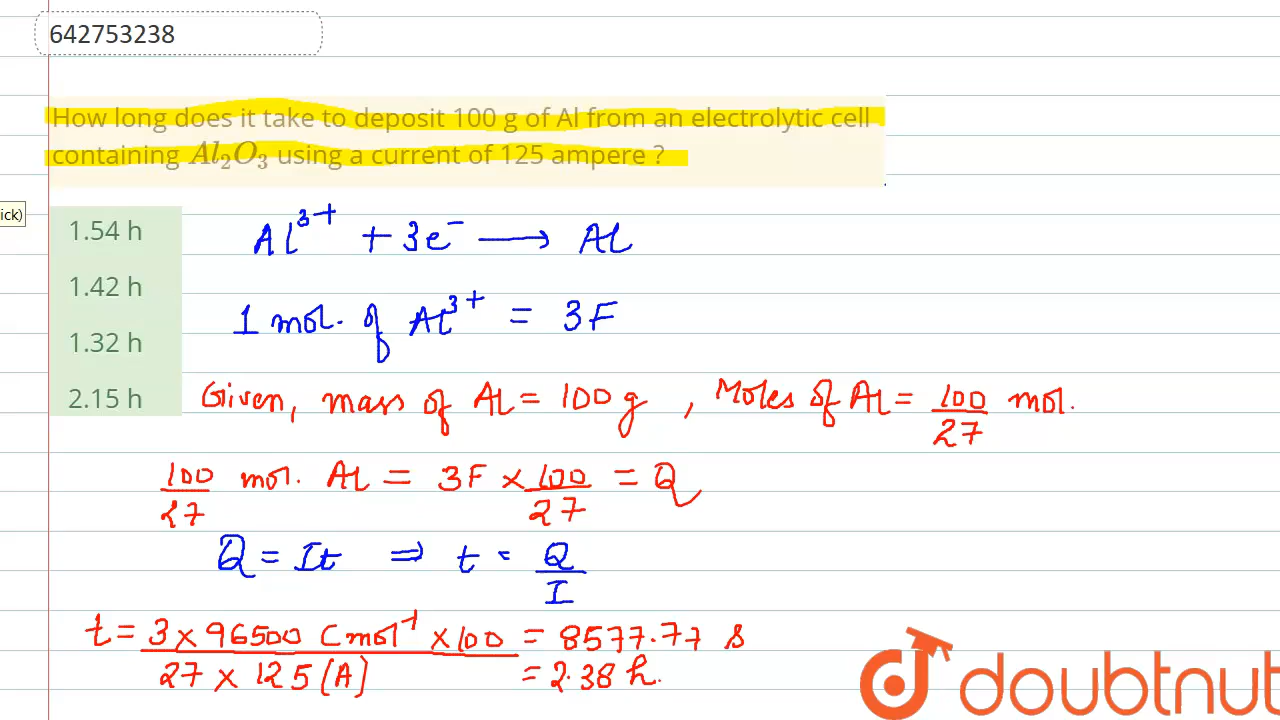 642753238
How long does it take to deposit 100 g of Al from an electrolytic cell
containing Al₂O₃ using a current of 125 ampere ?
ick)
1.54 h
1.42 h
1.32 h
2.15 h
Al³⁺ + 3e⁻ ⟶ Al
1 mol. of Al³⁺ = 3F
Given, mass of Al = 100 g , Moles of Al = 100/27 mol.
100/27 mol. Al = 3F × 100/27 = Q
Q = It ⇒ t = Q/I
t = 3 × 96500 C mol⁻¹ × 100 / 27 × 125 (A) = 8577.77 s
= 2.38 h.
doubtnut